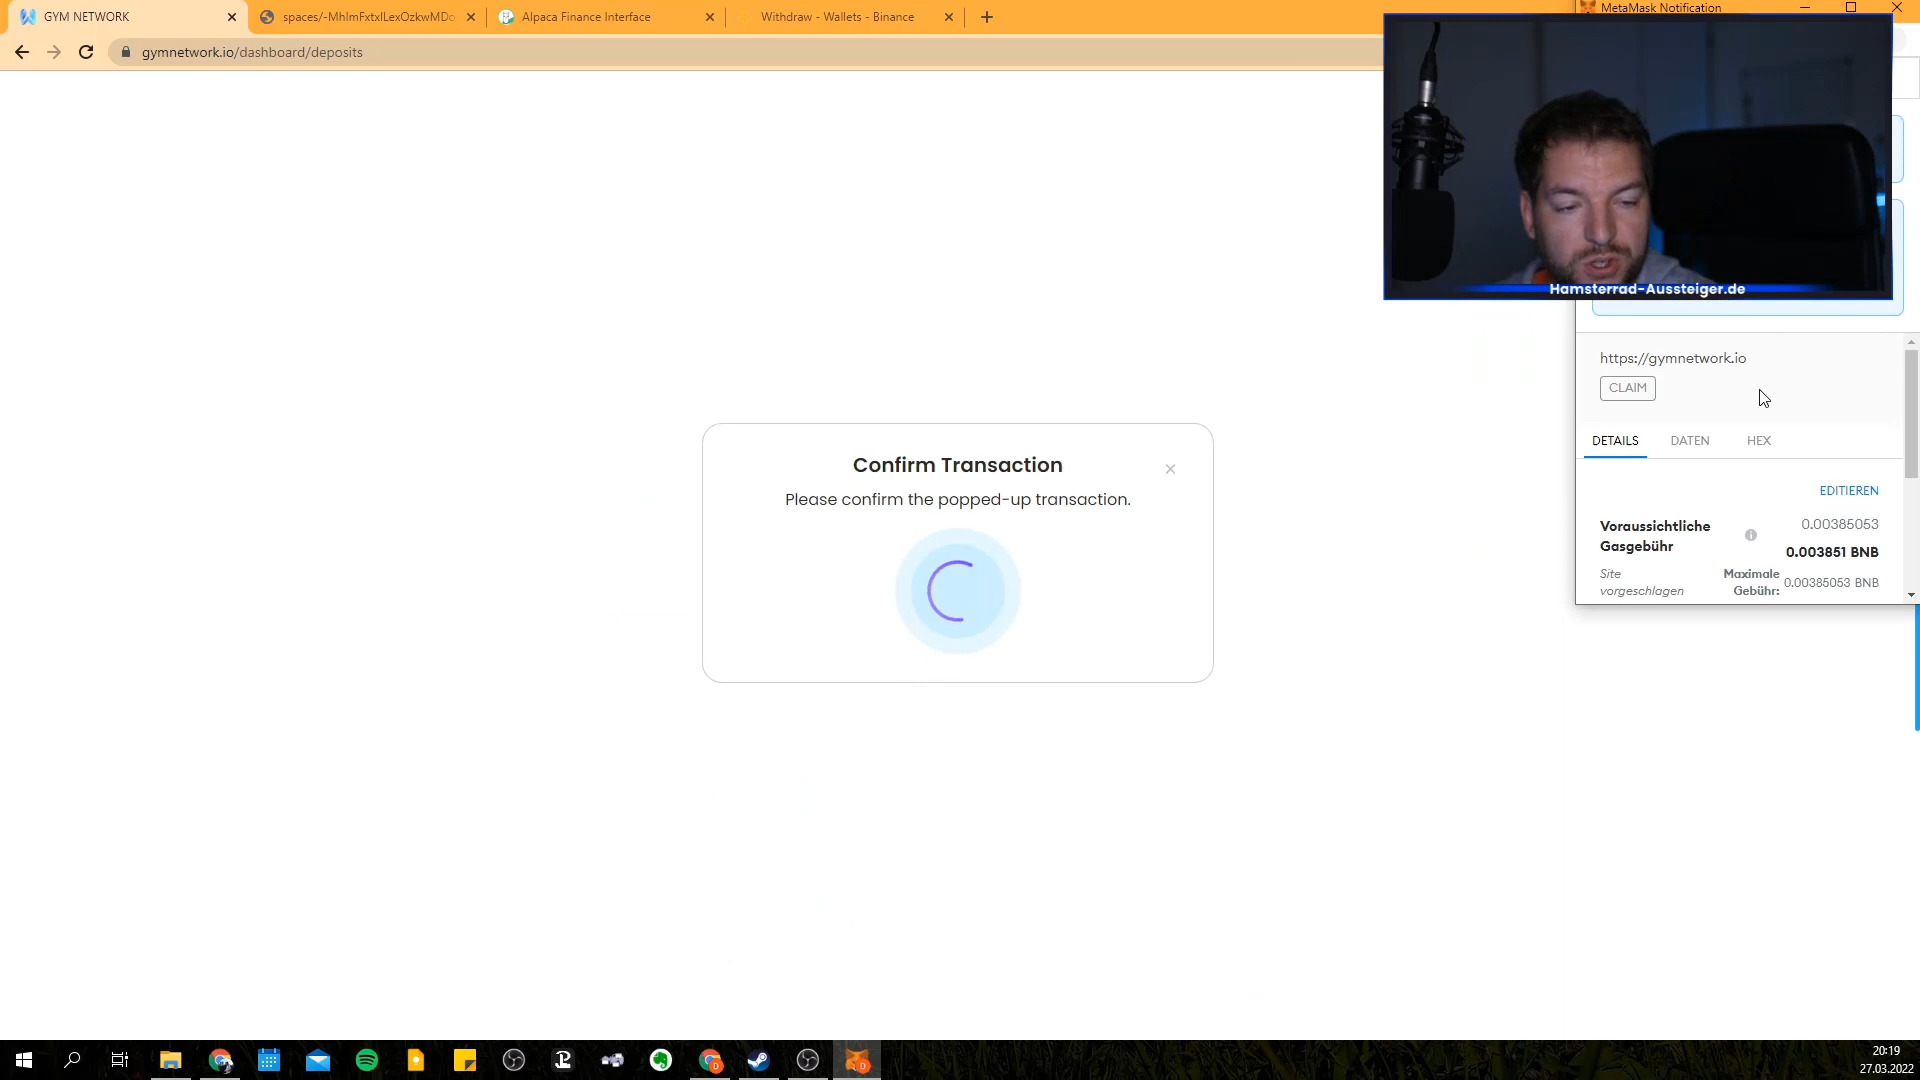 GYM NETWORK
spaces/-MhlmFxtxlLexOzkwMDo
Alpaca Finance Interface
Withdraw - Wallets - Binance
MetaMask Notification
gymnetwork.io/dashboard/deposits
Hamsterrad-Aussteiger.de
https://gymnetwork.io
CLAIM
DETAILS DATEN HEX
EDITIEREN
Voraussichtliche
Gasgebühr
0.00385053
0.003851 BNB
Site
vorgeschlagen
Maximale
Gebühr:
0.00385053 BNB
Confirm Transaction
Please confirm the popped-up transaction.
20:19
27.03.2022